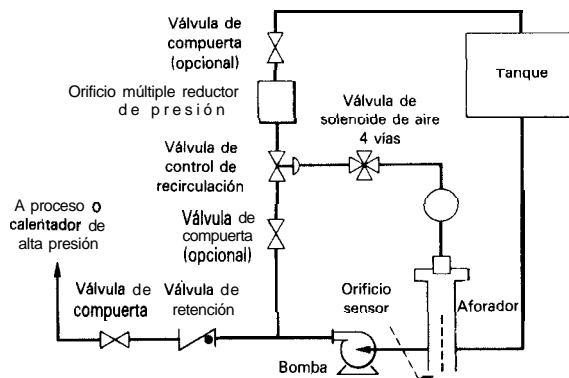 Válvula de
compuerta
(opcional)
Tanque
Orificio múltiple reductor
de presión
Válvula de
solenoide de aire
4 vías
Válvula de
control de
recirculación
A proceso o
calentador de
alta presión
Válvula de
compuerta
(opcional)
Válvula de
compuerta
Válvula de
retención
Orificio
sensor
Aforador
Bomba